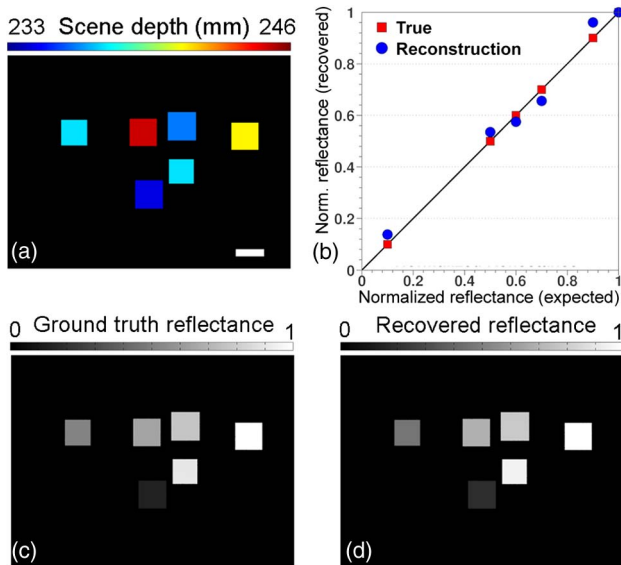 233 Scene depth (mm) 246
(a)
Norm. reflectance (recovered)
1
0.8
0.6
0.4
0.2
0
True
Reconstruction
(b)
0 0.2 0.4 0.6 0.8 1
Normalized reflectance (expected)
0 Ground truth reflectance 1
(c)
0 Recovered reflectance 1
(d)